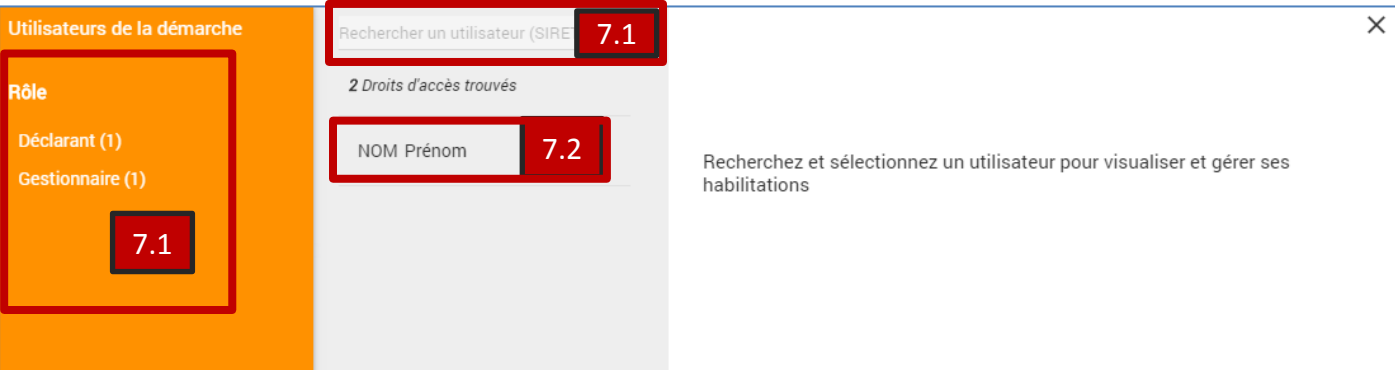 Utilisateurs de la démarche
Rôle
Déclarant (1)
Gestionnaire (1)
7.1
Rechercher un utilisateur (SIRET
7.1
2 Droits d'accès trouvés
NOM Prénom
7.2
Recherchez et sélectionnez un utilisateur pour visualiser et gérer ses
habilitations